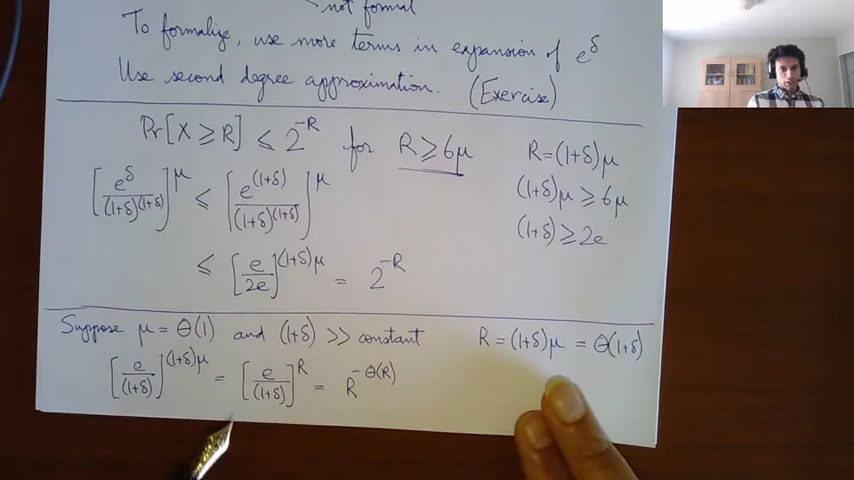 not formal
To formalize, use more terms in expansion of e^δ
Use second degree approximation. (Exercise)
Pr[X ≥ R] ≤ 2^{-R} for R ≥ 6μ
R = (1+δ)μ
(1+δ)μ ≥ 6μ
(1+δ) ≥ 2e
[e^δ / (1+δ)^{(1+δ)}]^μ ≤ [e^{(1+δ)} / (1+δ)^{(1+δ)}]^μ
≤ [e / 2e]^{(1+δ)μ} = 2^{-R}
Suppose μ = Θ(1) and (1+δ) >> constant R = (1+δ)μ = Θ(1+δ)
[e / (1+δ)]^{(1+δ)μ} = [e / (1+δ)]^R = R^{-Θ(R)}